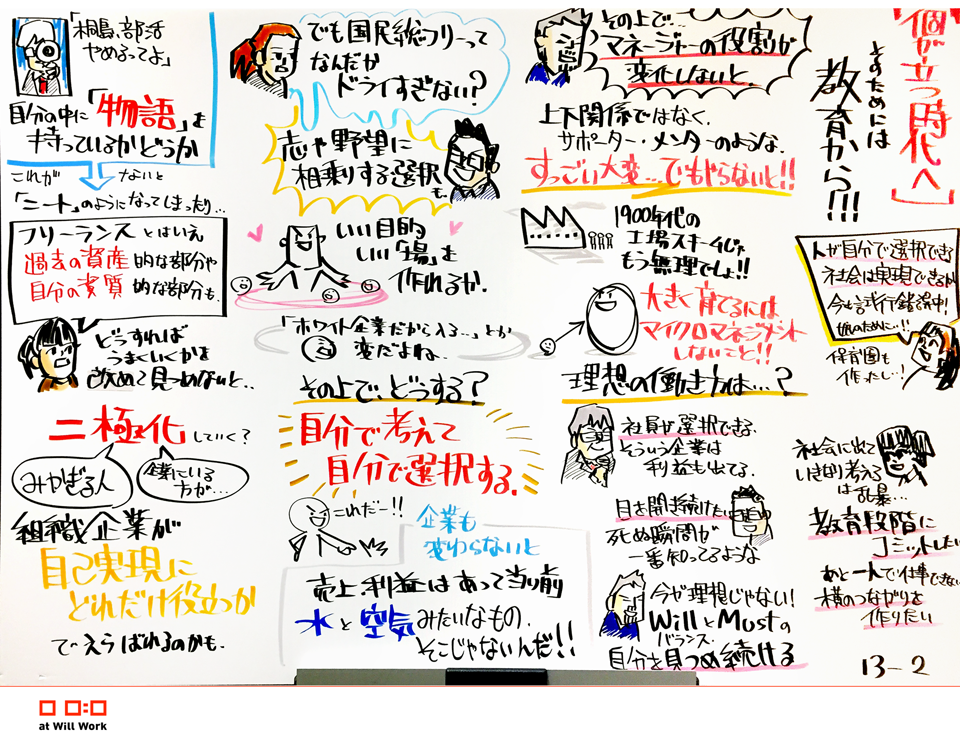 「桐島、部活
やめるってよ」
自分の中に「物語」を
持っているかどうか
これが ないと
「ニート」のようになってしまったり…
フリーランスとはいえ
過去の資産的な部分や
自分の資質的な部分も
どうすれば
うまくいくかを
改めて見つめないと…
二極化していく?
みやばる人
企業にいる
方が…
組織、企業が
自己実現に
どれだけ役立つか
でえらばれるのかも。
でも国民総フリーって
なんだか
ドライすぎない?
志や野望に
相乗りする選択
も
いい目的
いい「場」を
作れるか。
「ホワイト企業だから入る…」とか
変だよね。
その上で、どうする?
自分で考えて
自分で選択する。
これだー!!
企業も
変わらないと
売上、利益はあって当り前
水と空気みたいなもの。
そこじゃないんだ!!
その上で…
マネージャーの役割が
変化しないと
上下関係ではなく、
サポーター・メンターのような。
すっごい大変…でもやらないと!!
1900年代の
工場スキームじゃ
もう無理でしょ!!
大きく育てるには
マイクロマネジメント
しないこと!!
理想の働き方は…?
社員が選択できる。
そういう企業は
利益も出てる。
目を開き続けたい
死ぬ瞬間が
一番知ってるような
今が理想じゃない!
WillとMustの
バランス
自分を見つめ続ける
「個が立つ時代へ」
そのためには
教育から!!!
人が自分で選択できる
社会は実現できるか
今も試行錯誤中!
娘のために…!!
保育園も
作ったし…!
社会に出て
いきなり考えろ
は乱暴…
教育段階に
コミットしたい
あと一人で仕事できない
横のつながりを
作りたい
13-2
at Will Work